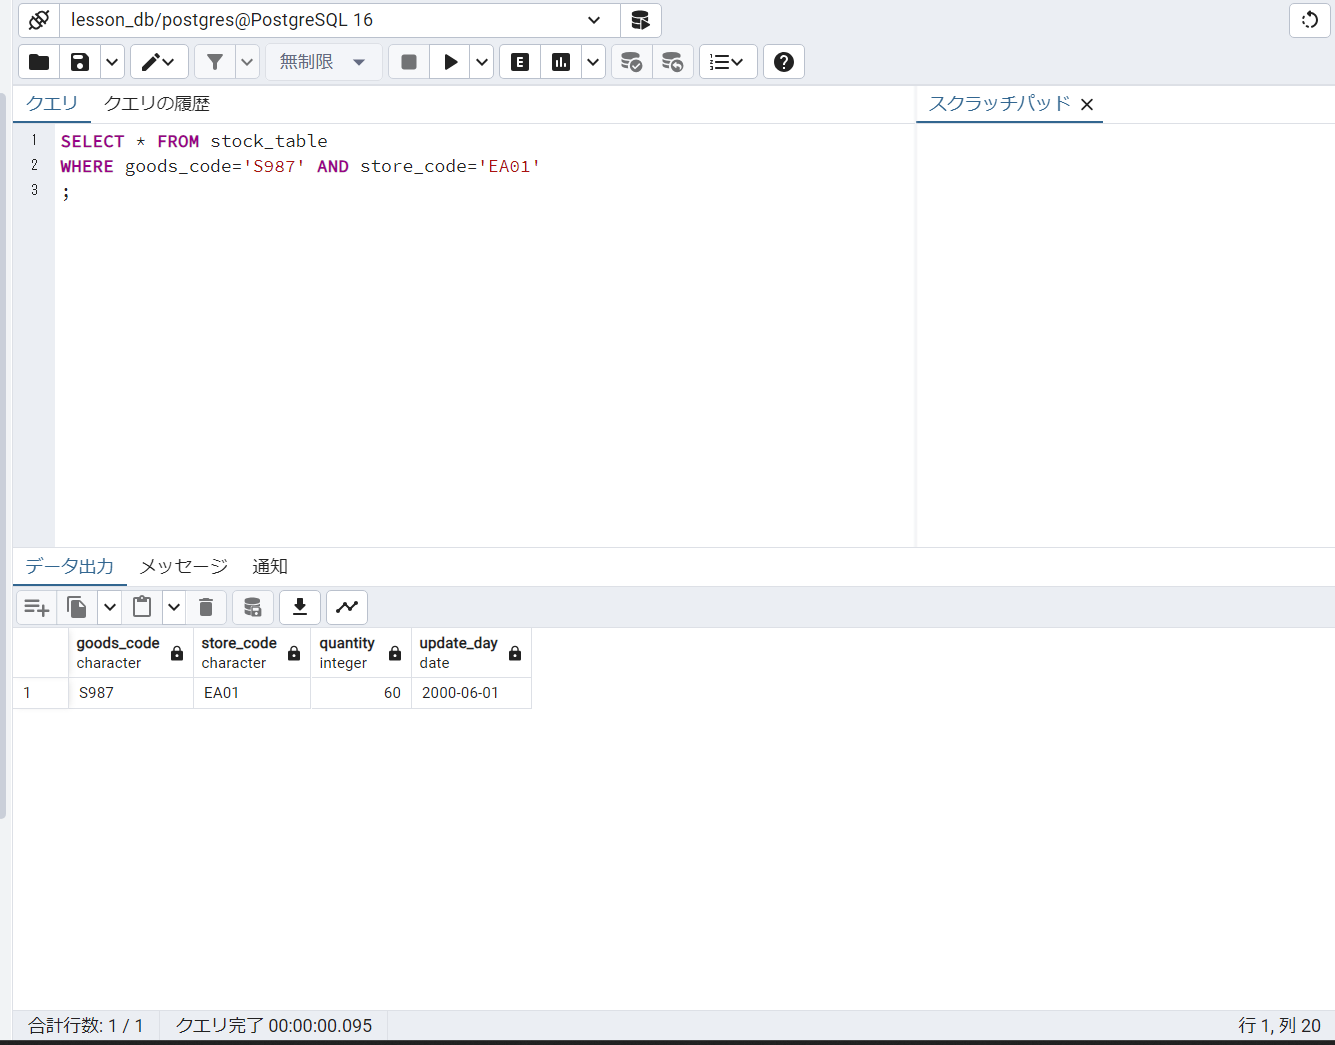 lesson_db/postgres@PostgreSQL 16
無制限
クエリ クエリの履歴
スクラッチパッド
1 SELECT * FROM stock_table
2 WHERE goods_code='S987' AND store_code='EA01'
3 ;
データ出力 メッセージ 通知
goods_code store_code quantity update_day
character character integer date
1 S987 EA01 60 2000-06-01
合計行数: 1 / 1 クエリ完了 00:00:00.095 行 1, 列 20